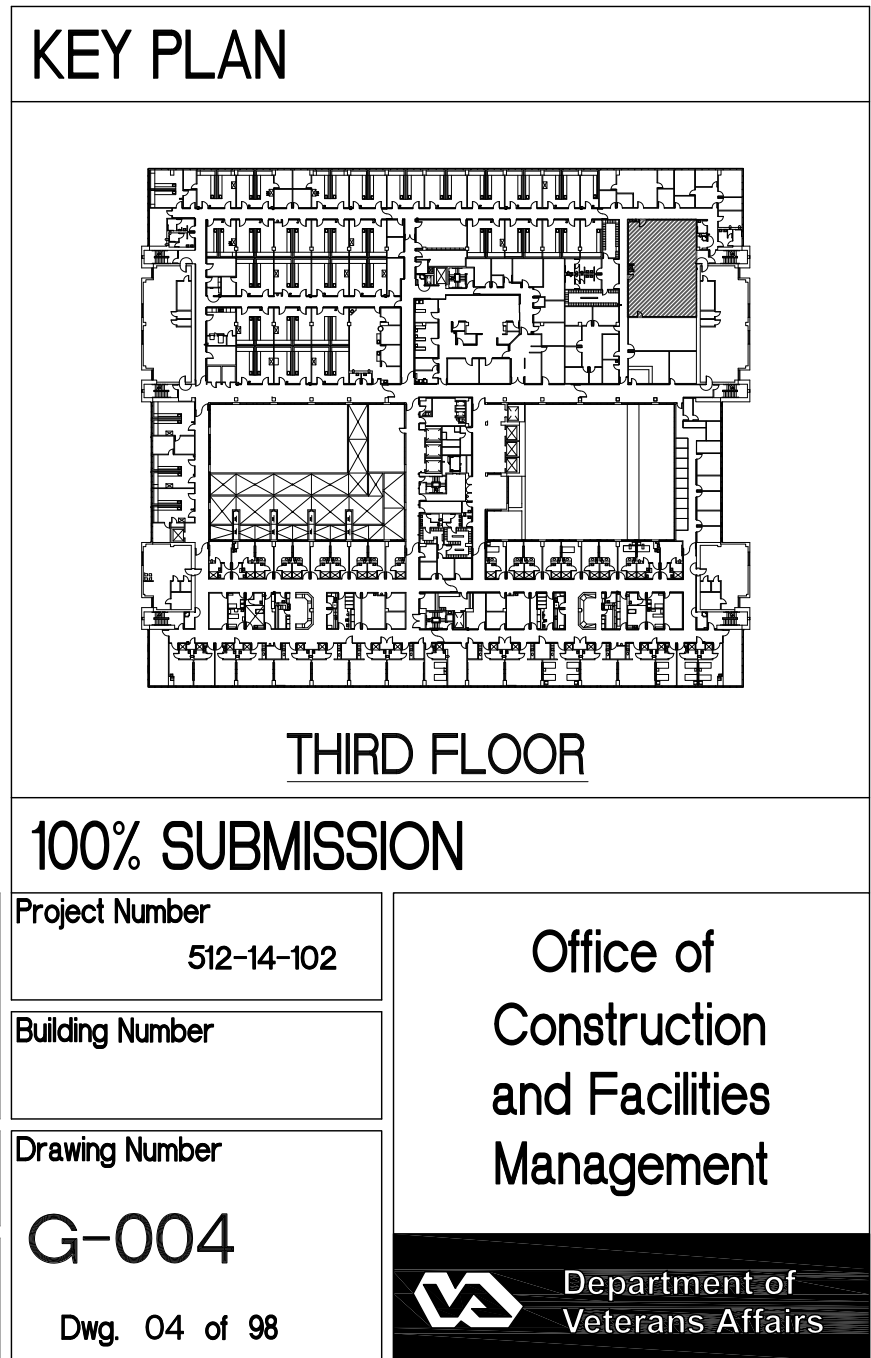 KEY PLAN
THIRD FLOOR
100% SUBMISSION
Project Number
512-14-102
Building Number
Drawing Number
G-004
Dwg. 04 of 98
Office of
Construction
and Facilities
Management
VA
Department of
Veterans Affairs